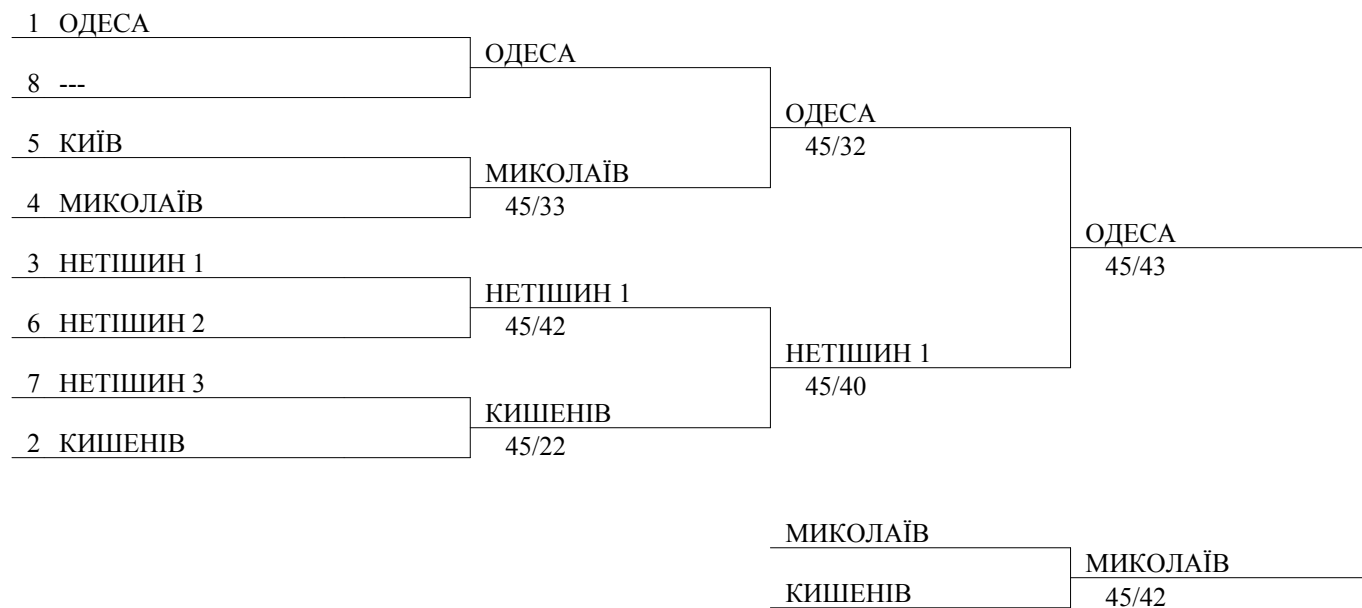 1 ОДЕСА
ОДЕСА
8 ---
ОДЕСА
45/32
5 КИЇВ
МИКОЛАЇВ
45/33
4 МИКОЛАЇВ
ОДЕСА
45/43
3 НЕТІШИН 1
НЕТІШИН 1
45/42
6 НЕТІШИН 2
НЕТІШИН 1
45/40
7 НЕТІШИН 3
КИШЕНІВ
45/22
2 КИШЕНІВ
МИКОЛАЇВ
МИКОЛАЇВ
45/42
КИШЕНІВ